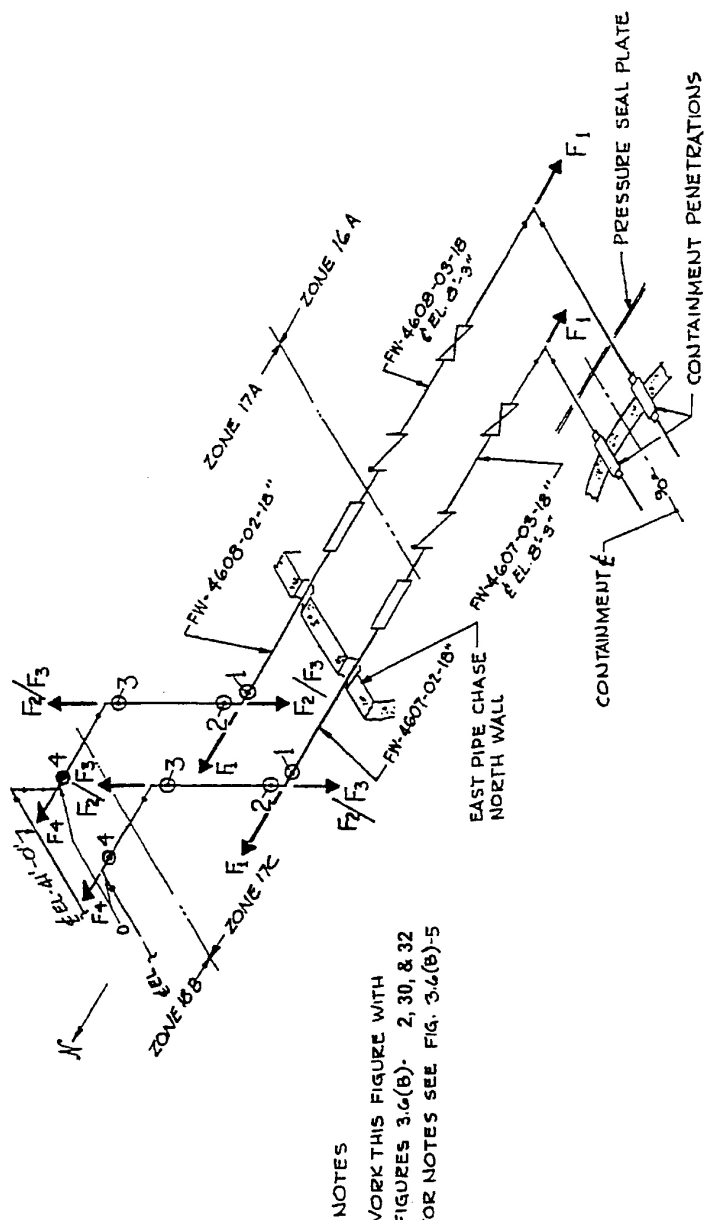 N
℄ EL. 41'-0"
℄ EL.
ZONE 18B
ZONE 17C
F4
F4
4
4
F2/F3
F2/F3
3
3
2
2
1
1
F1
F1
F2/F3
F2/F3
FW-4608-02-18"
FW-4607-02-18"
ZONE 17A
ZONE 16A
EAST PIPE CHASE
NORTH WALL
FW-4608-03-18
℄ EL. 8'-3"
FW-4607-03-18"
℄ EL. 8'-3"
F1
F1
PRESSURE SEAL PLATE
CONTAINMENT PENETRATIONS
90°
CONTAINMENT ℄
NOTES
WORK THIS FIGURE WITH
FIGURES 3.6(B)- 2, 30, & 32
FOR NOTES SEE FIG. 3.6(B)-5